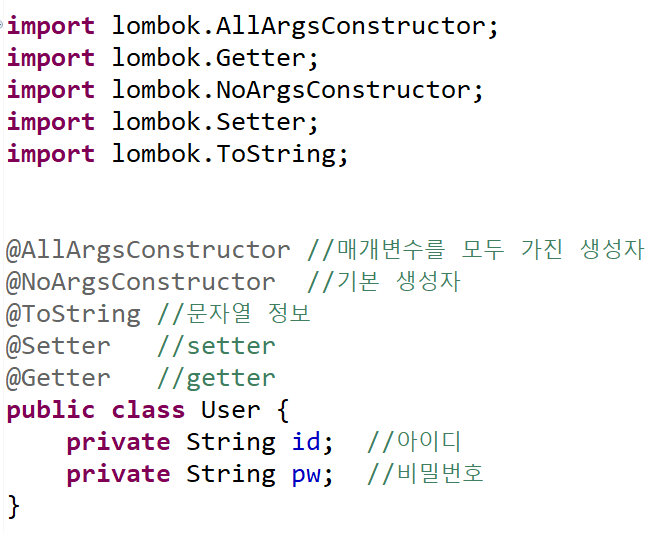 import lombok.AllArgsConstructor;
import lombok.Getter;
import lombok.NoArgsConstructor;
import lombok.Setter;
import lombok.ToString;
@AllArgsConstructor //매개변수를 모두 가진 생성자
@NoArgsConstructor  //기본 생성자
@ToString //문자열 정보
@Setter   //setter
@Getter   //getter
public class User {
    private String id;  //아이디
    private String pw;  //비밀번호
}